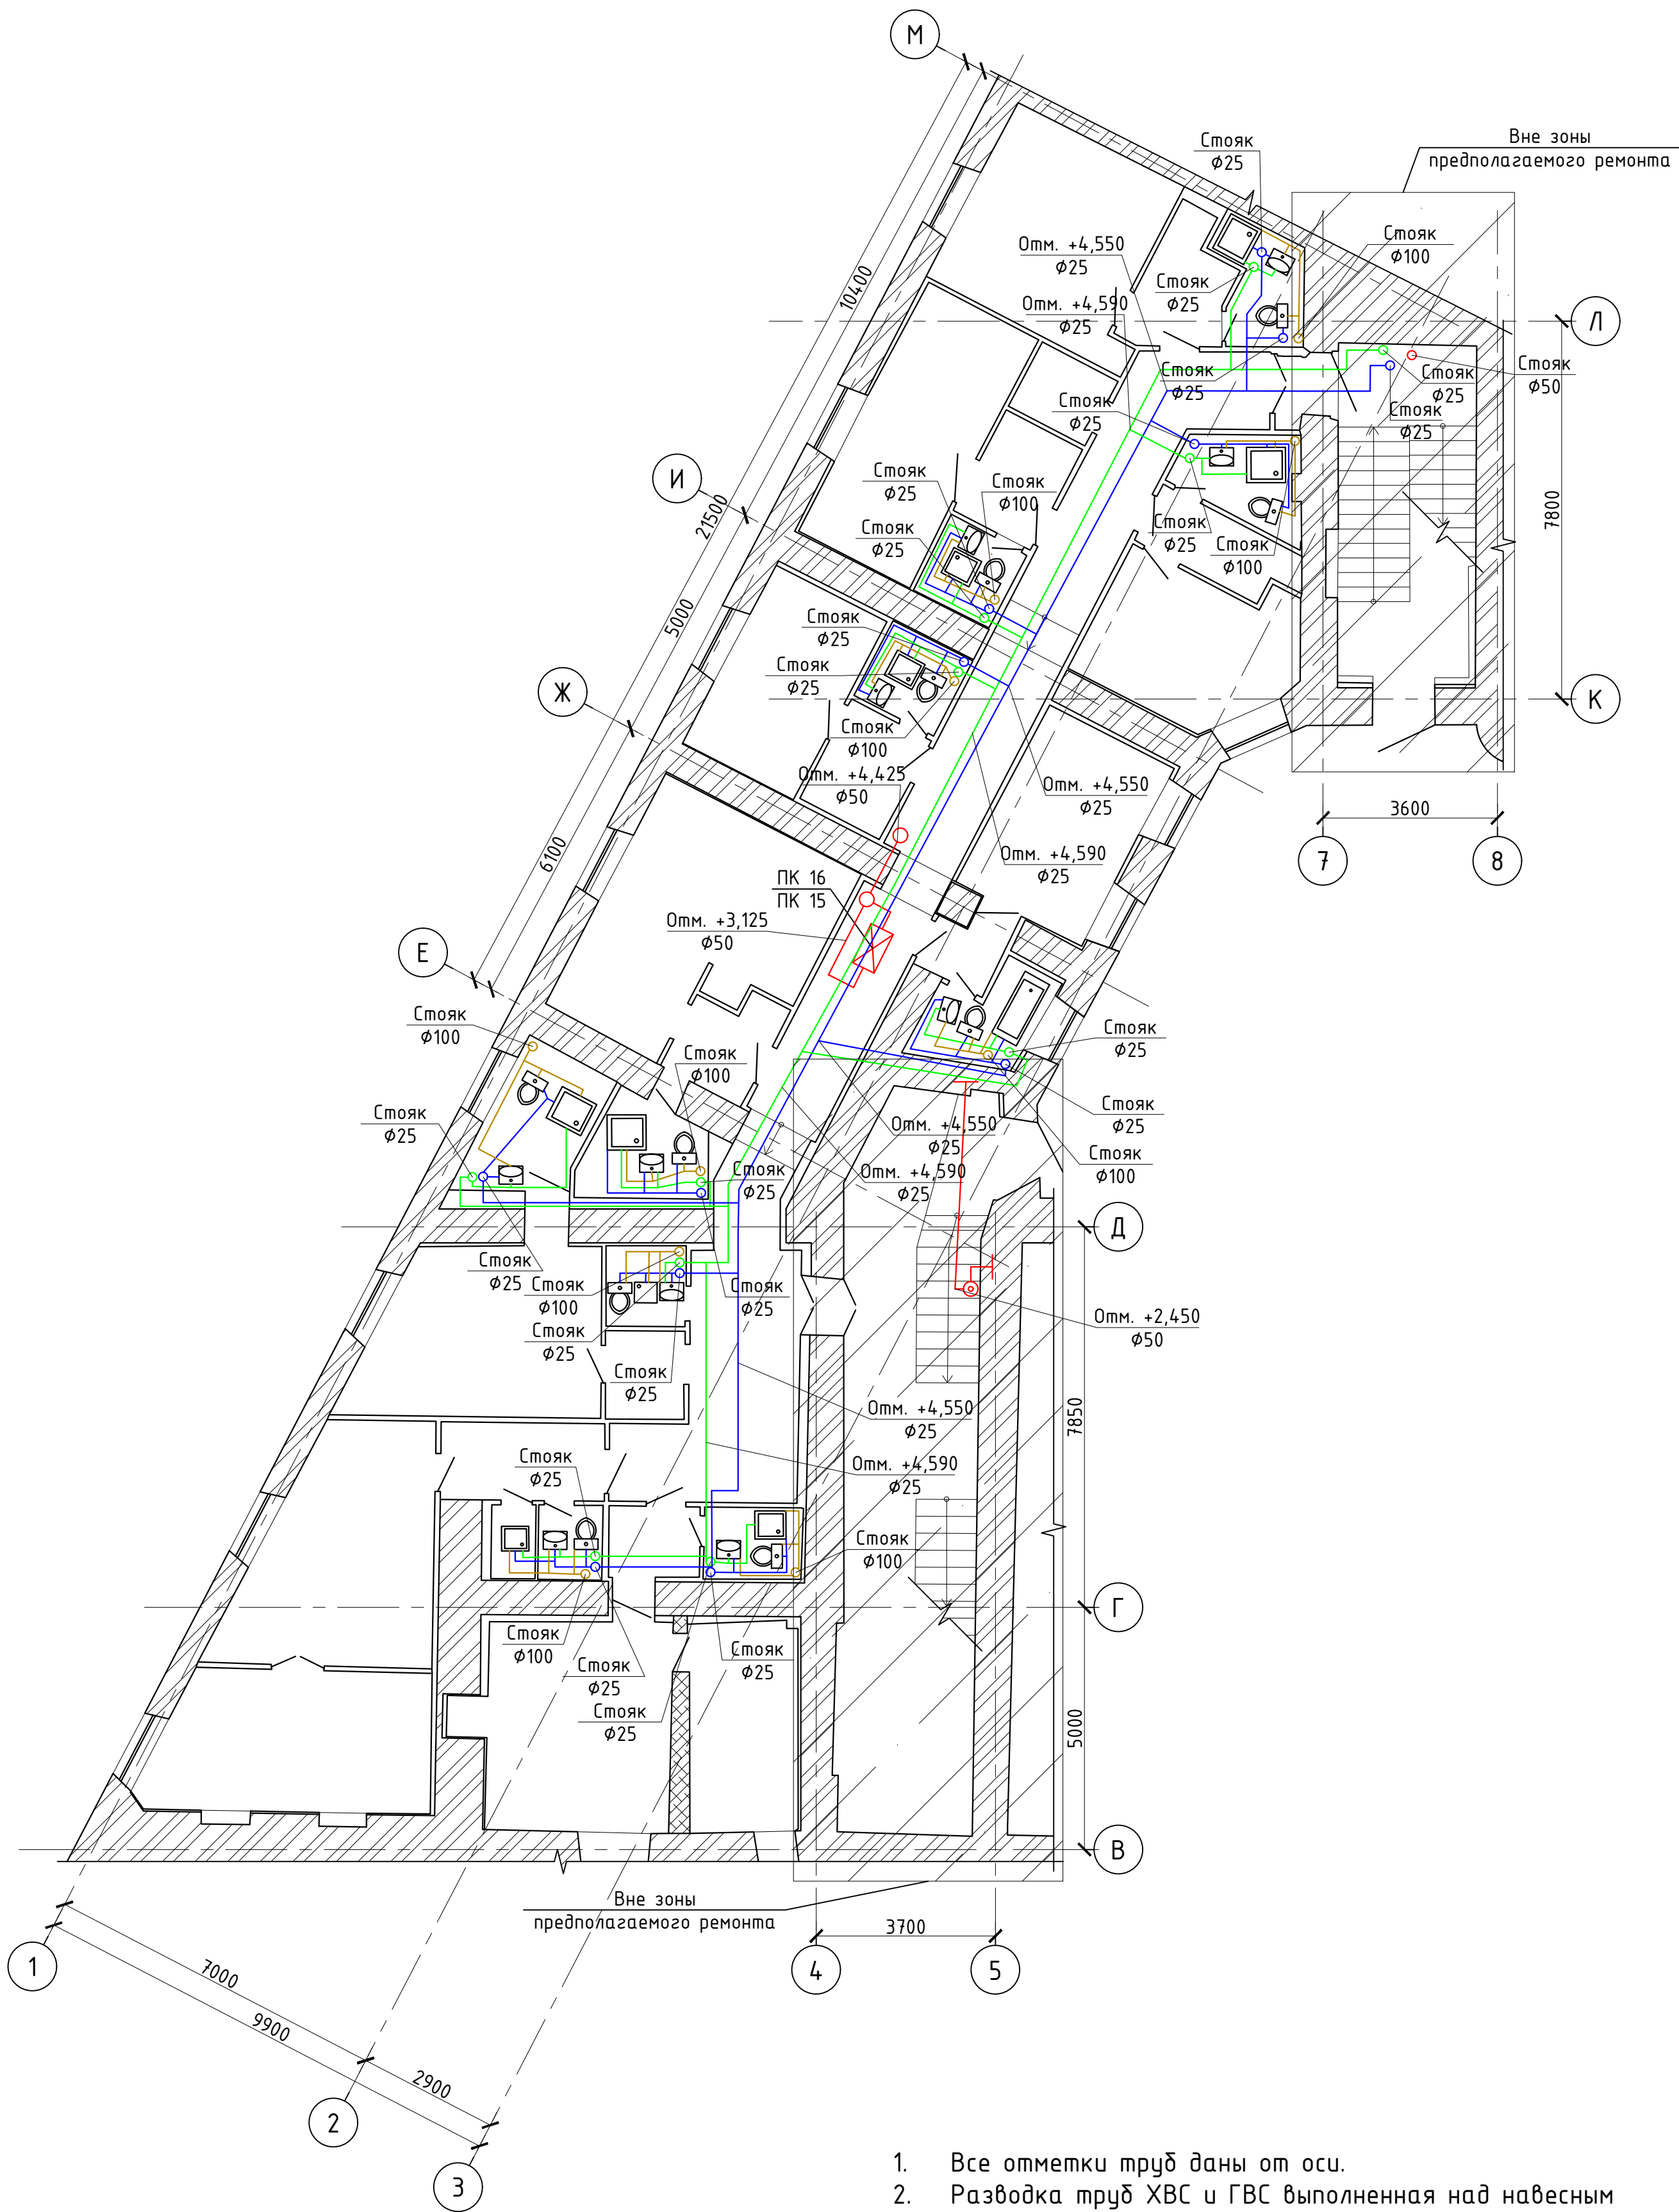 М
Вне зоны
предполагаемого ремонта
Стояк
ф25
Стояк
ф100
Отм. +4,550
ф25
Стояк
ф25
Отм. +4,590
ф25
10400
Л
Стояк
ф25
Стояк
ф25
Стояк
ф50
Стояк
ф25
Стояк
ф25
И
21500
Стояк
ф25
Стояк
ф100
7800
Стояк
ф25
Стояк
ф25
Стояк
ф100
5000
Стояк
ф25
Стояк
ф25
Ж
К
Стояк
ф100
Отм. +4,425
ф50
Отм. +4,550
ф25
3600
7
8
6100
Отм. +4,590
ф25
ПК 16
ПК 15
Отм. +3,125
ф50
Е
Стояк
ф100
Стояк
ф25
Стояк
ф100
Стояк
ф25
Стояк
ф25
Отм. +4,550
ф25
Стояк
ф100
Стояк
ф25
Отм. +4,590
ф25
Д
Стояк
ф25
Стояк
ф100
Стояк
ф25
Стояк
ф25
Отм. +2,450
ф50
Стояк
ф25
Отм. +4,550
ф25
7850
Стояк
ф25
Отм. +4,590
ф25
Стояк
ф100
Г
Стояк
ф100
Стояк
ф25
Стояк
ф25
Стояк
ф25
5000
В
Вне зоны
предполагаемого ремонта
3700
1
4
5
7000
9900
2900
2
3
1. Все отметки труб даны от оси.
2. Разводка труб ХВС и ГВС выполненная над навесным